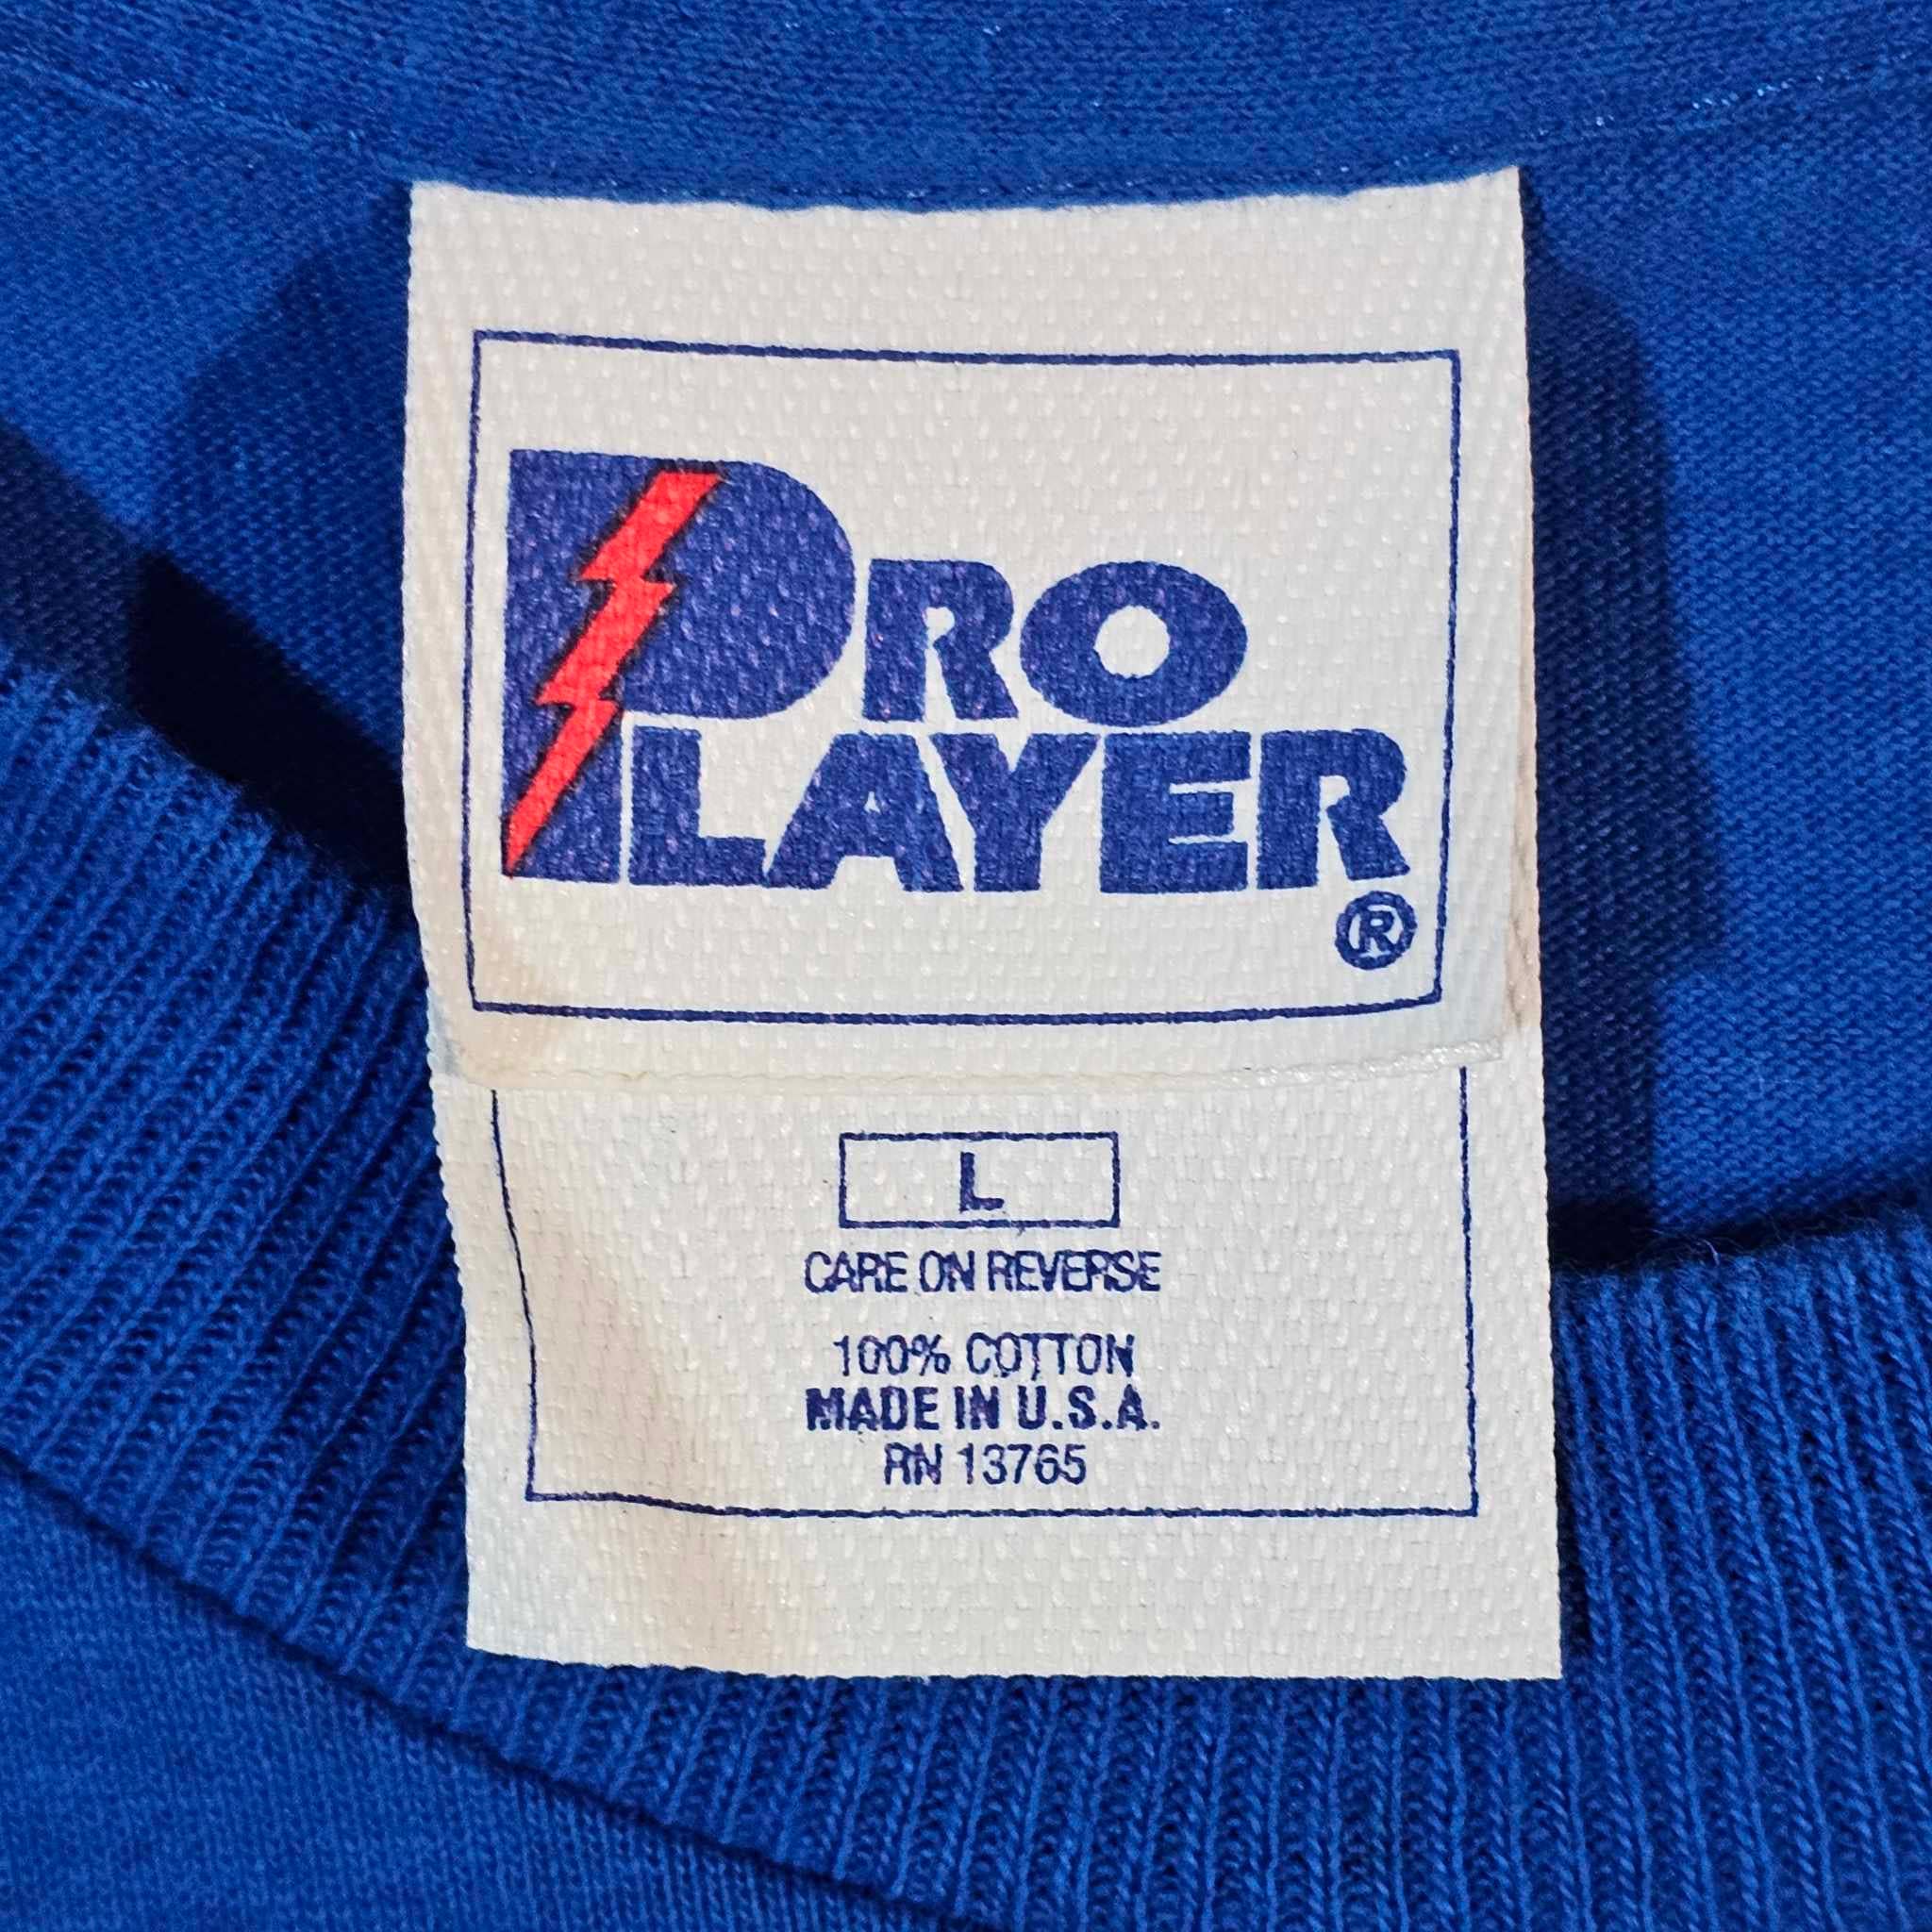 PRO
PLAYER
®
L
CARE ON REVERSE
100% COTTON
MADE IN U.S.A.
RN 13765